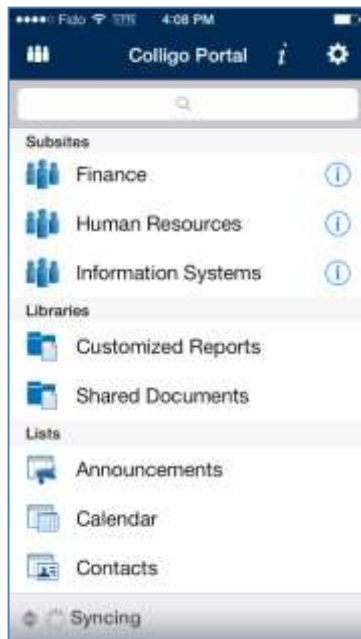 Fido 4:08 PM
Colligo Portal i
Subsites
Finance
Human Resources
Information Systems
Libraries
Customized Reports
Shared Documents
Lists
Announcements
Calendar
Contacts
Syncing